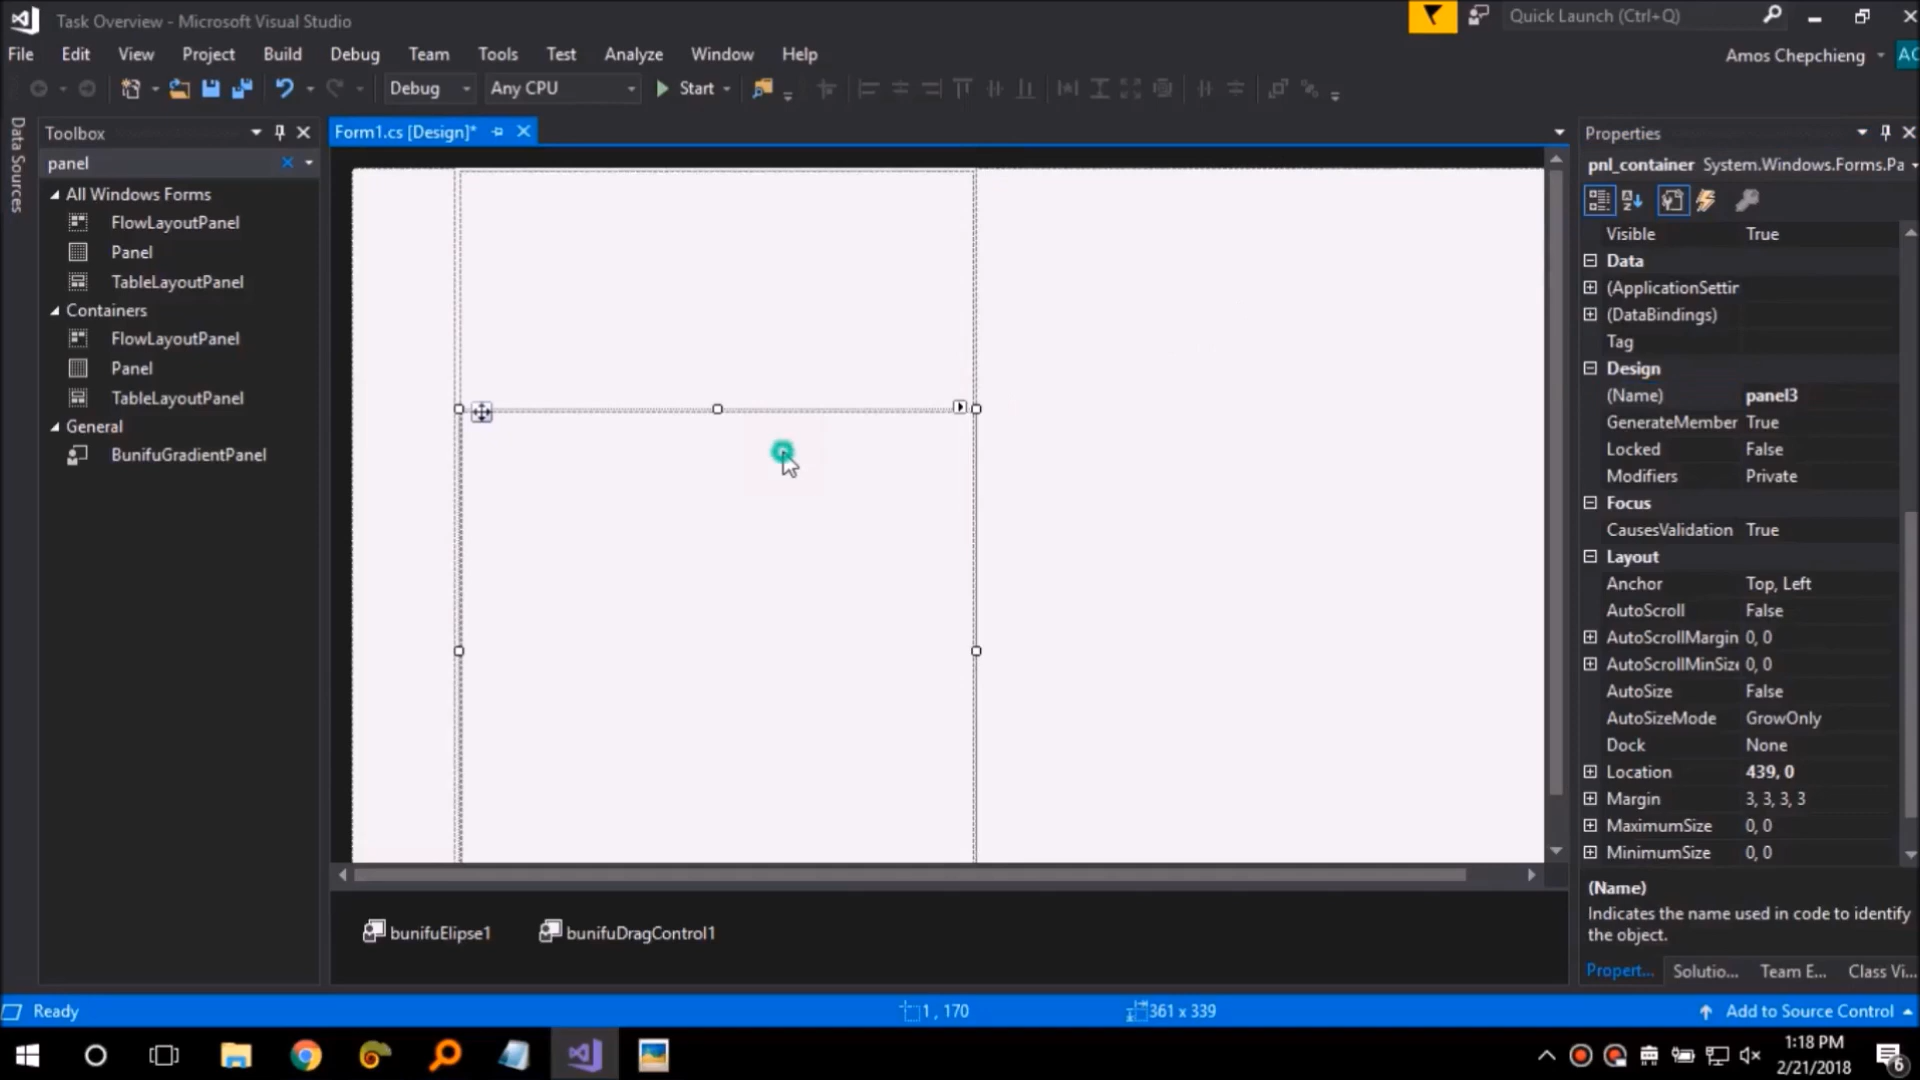 Task Overview - Microsoft Visual Studio
Quick Launch (Ctrl+Q)
File Edit View Project Build Debug Team Tools Test Analyze Window Help
Amos Chepchieng
AC
Debug Any CPU Start
Data Sources
Toolbox
panel
All Windows Forms
FlowLayoutPanel
Panel
TableLayoutPanel
Containers
FlowLayoutPanel
Panel
TableLayoutPanel
General
BunifuGradientPanel
Form1.cs [Design]*
bunifuElipse1
bunifuDragControl1
Properties
pnl_container System.Windows.Forms.Pa
Visible True
Data
(ApplicationSettir
(DataBindings)
Tag
Design
(Name) panel3
GenerateMember True
Locked False
Modifiers Private
Focus
CausesValidation True
Layout
Anchor Top, Left
AutoScroll False
AutoScrollMargin 0, 0
AutoScrollMinSize 0, 0
AutoSize False
AutoSizeMode GrowOnly
Dock None
Location 439, 0
Margin 3, 3, 3, 3
MaximumSize 0, 0
MinimumSize 0, 0
(Name)
Indicates the name used in code to identify
the object.
Propert... Solutio... Team E... Class Vi...
Ready
1 , 170
361 x 339
Add to Source Control
1:18 PM
2/21/2018
6